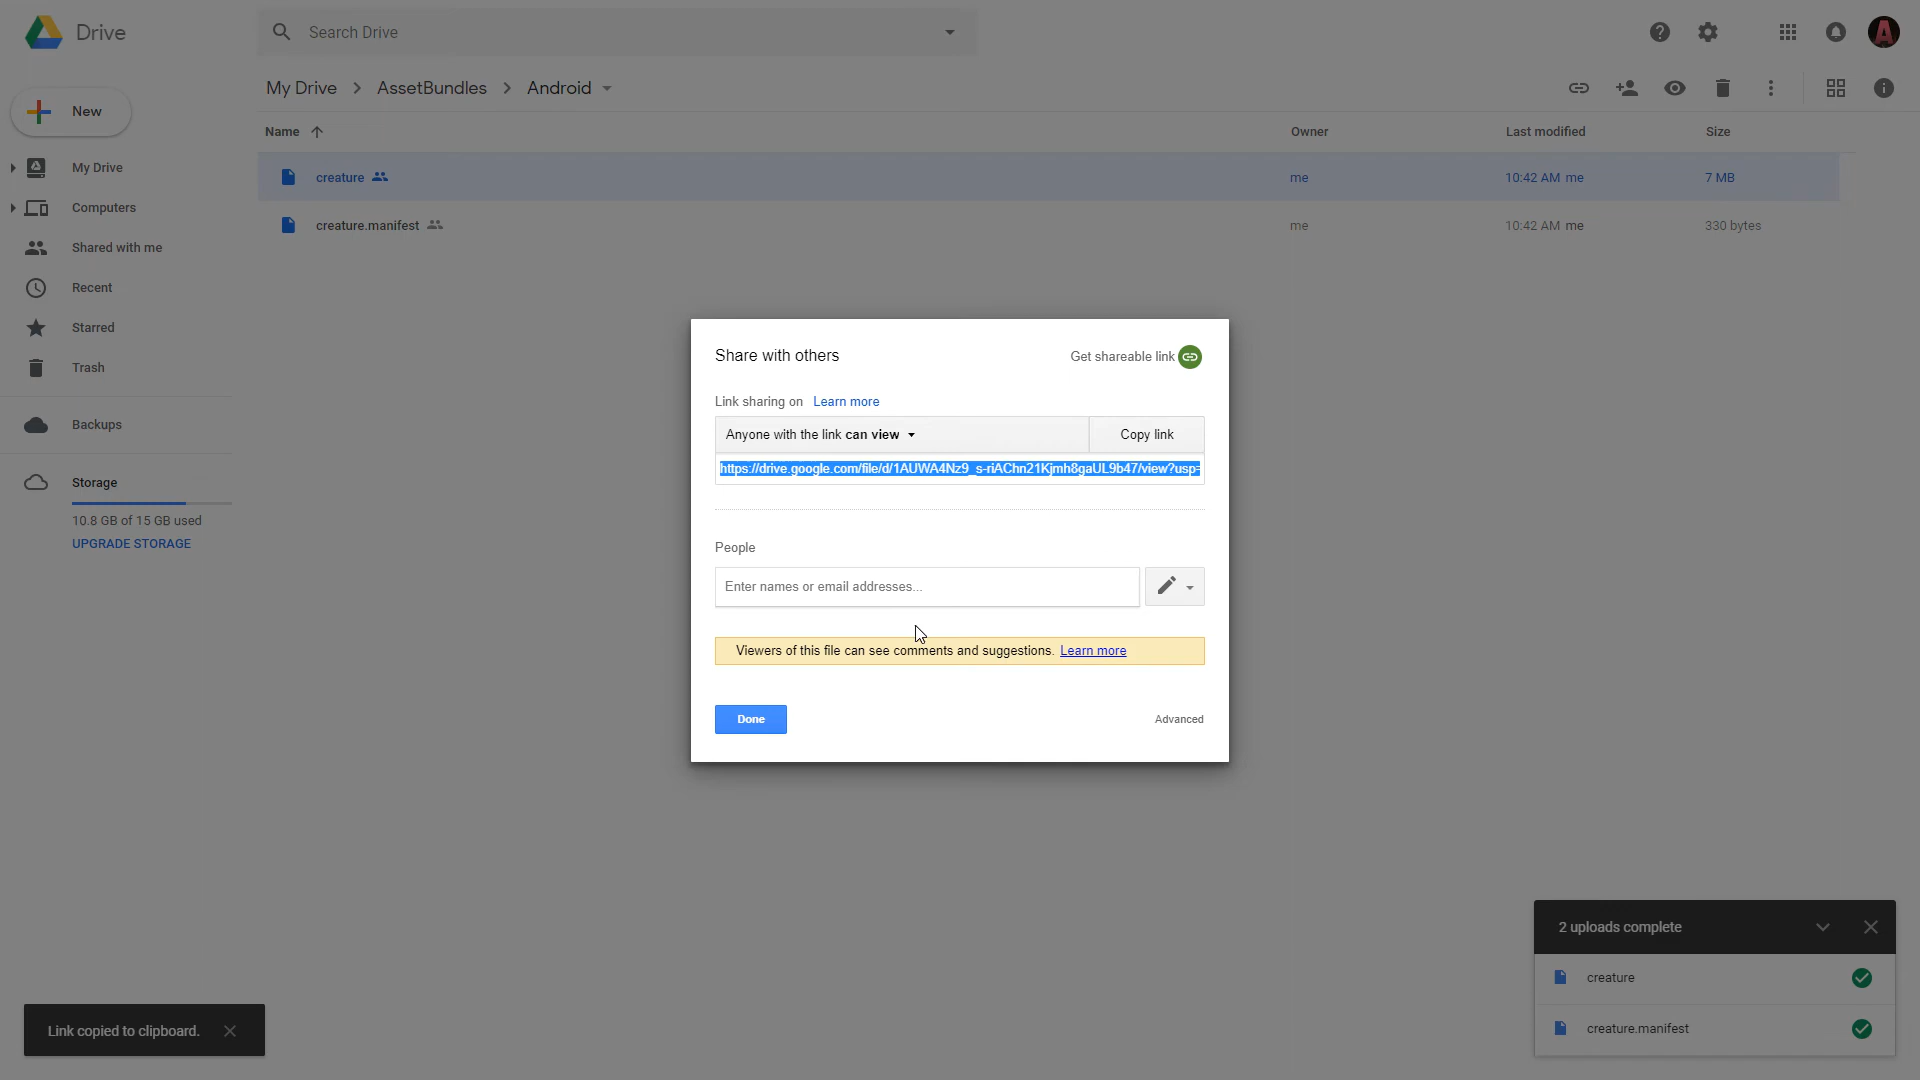 Drive
Search Drive
New
My Drive
Computers
Shared with me
Recent
Starred
Trash
Backups
Storage
10.8 GB of 15 GB used
UPGRADE STORAGE
My Drive > AssetBundles > Android
Name Owner Last modified Size
creature me 10:42 AM me 7 MB
creature.manifest me 10:42 AM me 330 bytes
Share with others Get shareable link
Link sharing on Learn more
Anyone with the link can view Copy link
https://drive.google.com/file/d/1AUWA4Nz9_s-riAChn21Kjmh8gaUL9b47/view?usp=
People
Enter names or email addresses...
Viewers of this file can see comments and suggestions. Learn more
Done Advanced
2 uploads complete
creature
creature.manifest
Link copied to clipboard.